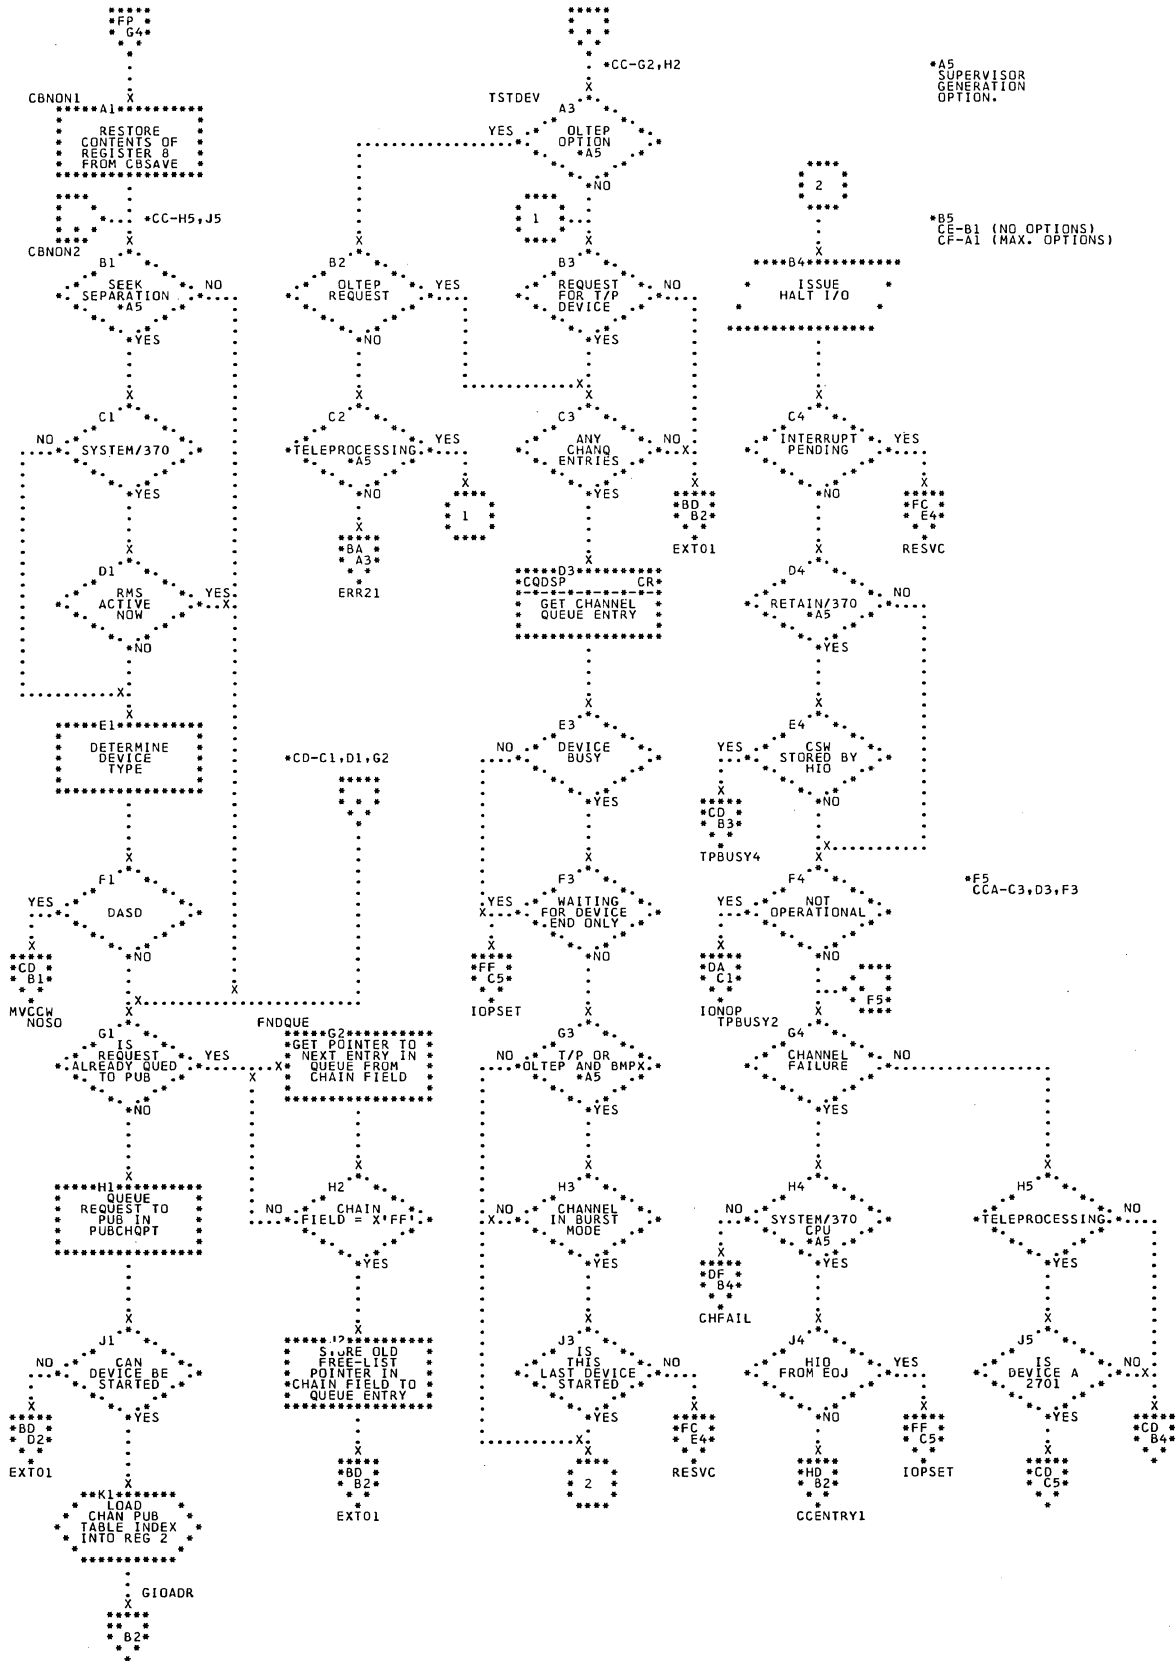 FP
G4
*CC-G2,H2
*A5
SUPERVISOR
GENERATION
OPTION.
CBNON1
A1
RESTORE
CONTENTS OF
REGISTER 8
FROM CBSAVE
TSTDEV
A3
OLTEP
OPTION
*A5
YES
NO
2
*CC-H5,J5
CBNON2
1
*B5
CE-B1 (NO OPTIONS)
CF-A1 (MAX. OPTIONS)
B1
SEEK
SEPARATION
*A5
NO
YES
B2
OLTEP
REQUEST
YES
NO
B3
REQUEST
FOR T/P
DEVICE
NO
YES
B4
ISSUE
HALT I/O
C1
SYSTEM/370
NO
YES
C2
TELEPROCESSING
*A5
YES
NO
C3
ANY
CHANQ
ENTRIES
NO
YES
C4
INTERRUPT
PENDING
YES
NO
1
BA
A3
ERR21
BD
B2
EXT01
FC
E4
RESVC
D1
RMS
ACTIVE
NOW
YES
NO
D3
CQDSP CR
GET CHANNEL
QUEUE ENTRY
D4
RETAIN/370
*A5
NO
YES
E1
DETERMINE
DEVICE
TYPE
*CD-C1,D1,G2
E3
DEVICE
BUSY
NO
YES
E4
CSW
STORED BY
HIO
YES
NO
CD
B3
TPBUSY4
F1
DASD
YES
NO
F3
WAITING
FOR DEVICE
END ONLY
YES
NO
F4
NOT
OPERATIONAL
YES
NO
*F5
CCA-C3,D3,F3
CD
B1
MVCCW
NOSO
FF
C5
IOPSET
DA
C1
IONOP
F5
TPBUSY2
G1
IS
REQUEST
ALREADY QUED
TO PUB
YES
NO
FNDQUE
G2
GET POINTER TO
NEXT ENTRY IN
QUEUE FROM
CHAIN FIELD
G3
T/P OR
OLTEP AND BMPX
*A5
NO
YES
G4
CHANNEL
FAILURE
NO
YES
H1
QUEUE
REQUEST TO
PUB IN
PUBCHQPT
H2
CHAIN
FIELD = X'FF'
NO
YES
H3
CHANNEL
IN BURST
MODE
NO
YES
H4
SYSTEM/370
CPU
*A5
NO
YES
H5
TELEPROCESSING
NO
YES
DF
B4
CHFAIL
J1
CAN
DEVICE BE
STARTED
NO
YES
J2
STORE OLD
FREE-LIST
POINTER IN
CHAIN FIELD TO
QUEUE ENTRY
J3
IS
THIS
LAST DEVICE
STARTED
NO
YES
J4
HIO
FROM EOJ
YES
NO
J5
IS
DEVICE A
2701
NO
YES
BD
D2
EXT01
BD
B2
EXT01
2
FC
E4
RESVC
HD
B2
CCENTRY1
FF
C5
IOPSET
CD
C5
CD
B4
K1
LOAD
CHAN PUB
TABLE INDEX
INTO REG 2
GIOADR
B2